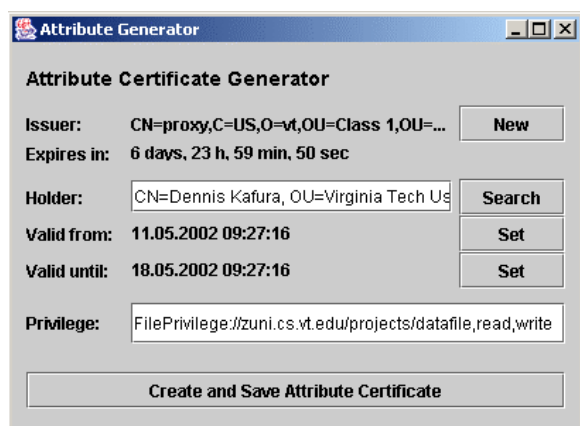 Attribute Generator
Attribute Certificate Generator
Issuer: CN=proxy,C=US,O=vt,OU=Class 1,OU=... New
Expires in: 6 days, 23 h, 59 min, 50 sec
Holder: CN=Dennis Kafura, OU=Virginia Tech Us Search
Valid from: 11.05.2002 09:27:16 Set
Valid until: 18.05.2002 09:27:16 Set
Privilege: FilePrivilege://zuni.cs.vt.edu/projects/datafile,read,write
Create and Save Attribute Certificate